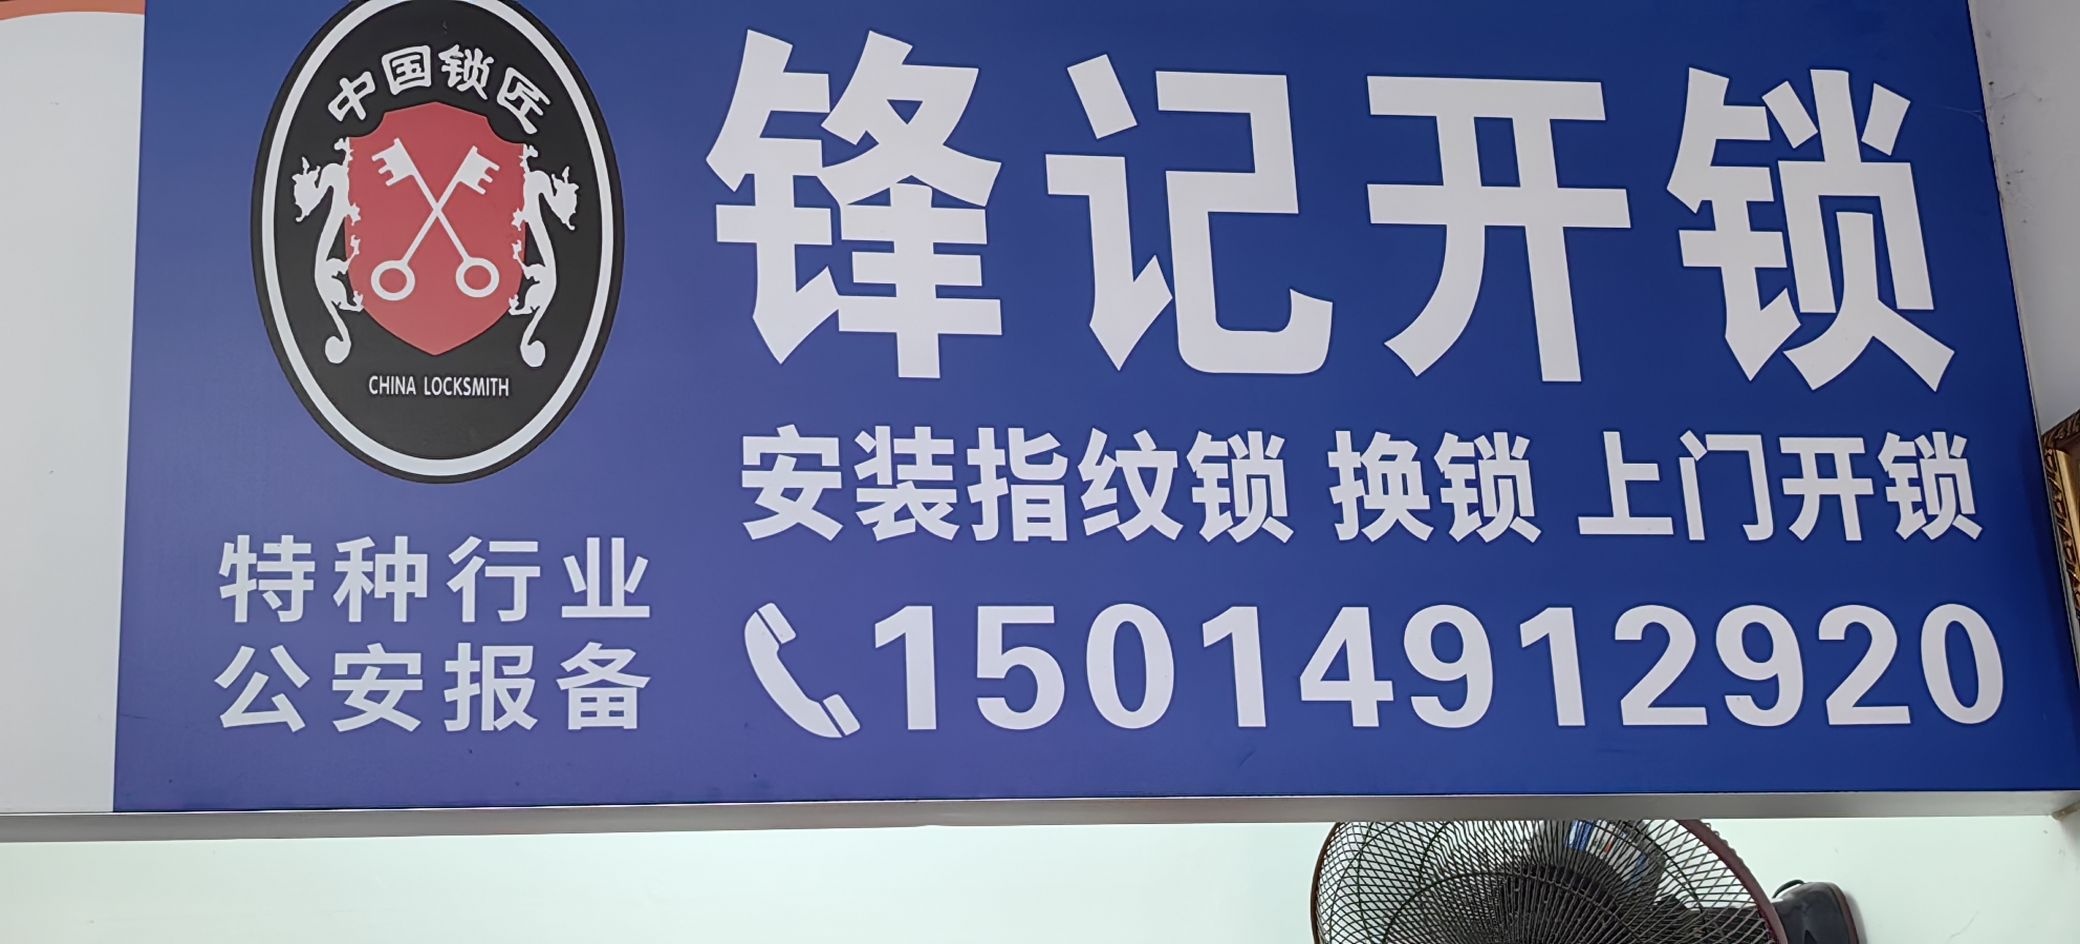 中国锁匠
CHINA LOCKSMITH
特种行业
公安报备
锋记开锁
安装指纹锁 换锁 上门开锁
15014912920